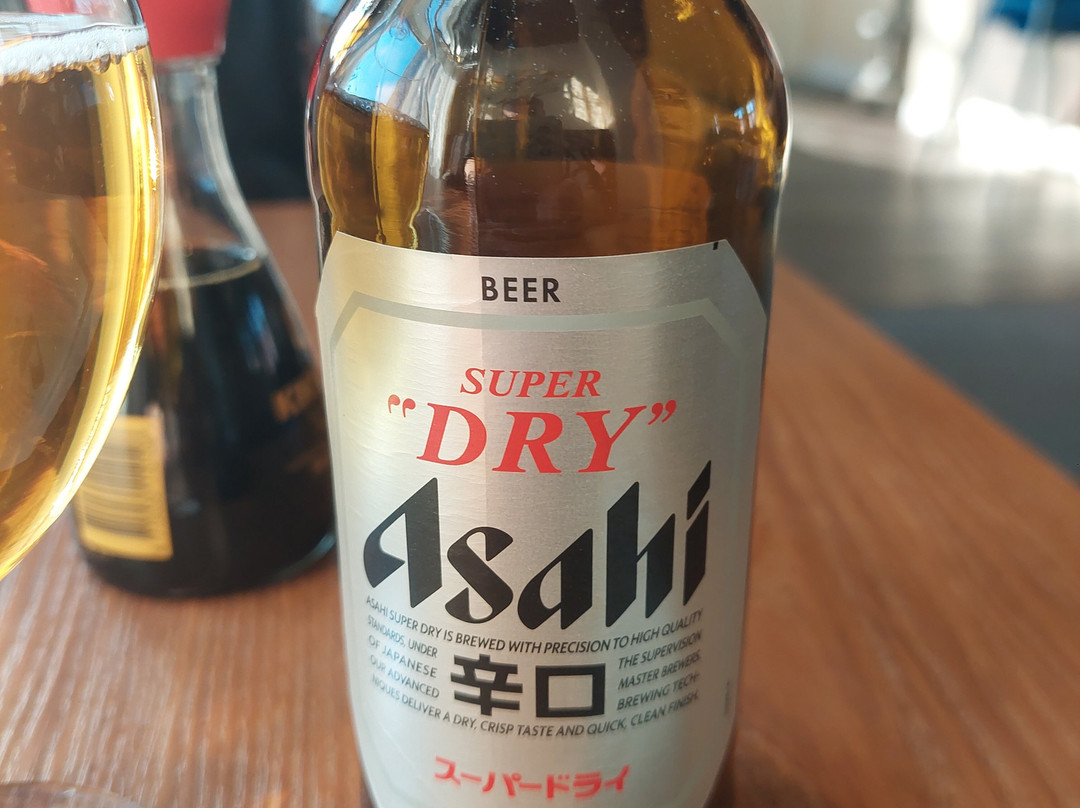 BEER
SUPER
“DRY”
Asahi
ASAHI SUPER DRY IS BREWED WITH PRECISION TO HIGH QUALITY
STANDARDS, UNDER THE SUPERVISION
OF JAPANESE MASTER BREWERS.
OUR ADVANCED BREWING TECH-
NIQUES DELIVER A DRY, CRISP TASTE AND QUICK, CLEAN FINISH.
辛口
スーパードライ